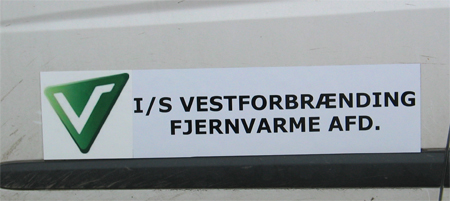 I/S VESTFORBRÆNDING
FJERNVARME AFD.